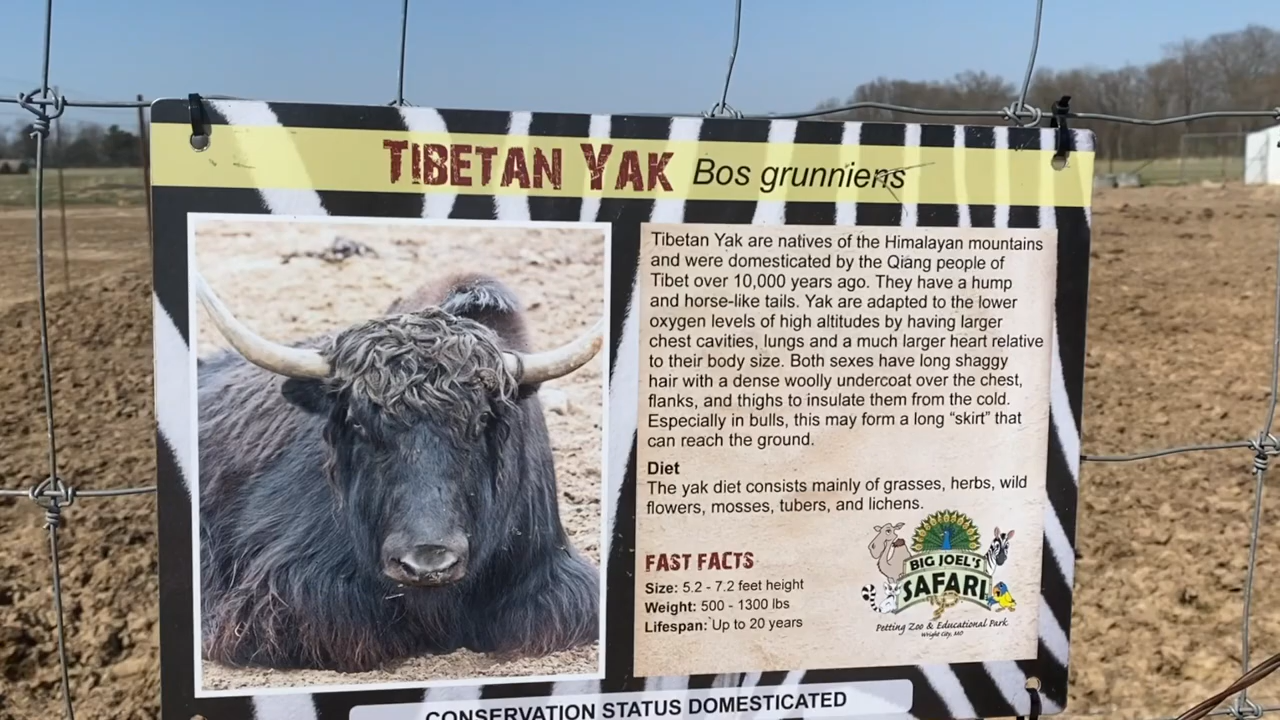 TIBETAN YAK Bos grunniens
Tibetan Yak are natives of the Himalayan mountains
and were domesticated by the Qiang people of
Tibet over 10,000 years ago. They have a hump
and horse-like tails. Yak are adapted to the lower
oxygen levels of high altitudes by having larger
chest cavities, lungs and a much larger heart relative
to their body size. Both sexes have long shaggy
hair with a dense woolly undercoat over the chest,
flanks, and thighs to insulate them from the cold.
Especially in bulls, this may form a long “skirt” that
can reach the ground.
Diet
The yak diet consists mainly of grasses, herbs, wild
flowers, mosses, tubers, and lichens.
FAST FACTS
Size: 5.2 - 7.2 feet height
Weight: 500 - 1300 lbs
Lifespan: Up to 20 years
BIG JOEL'S
SAFARI
Petting Zoo & Educational Park
Wright City, MO
CONSERVATION STATUS DOMESTICATED